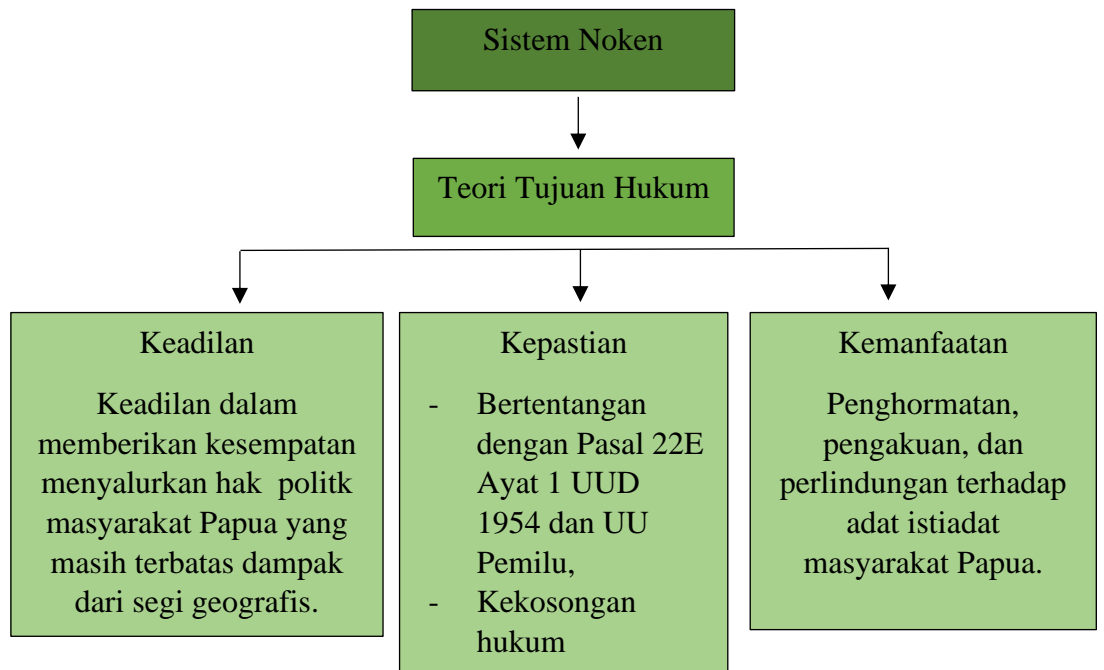 Sistem Noken
Teori Tujuan Hukum
Keadilan
Keadilan dalam
memberikan kesempatan
menyalurkan hak politk
masyarakat Papua yang
masih terbatas dampak
dari segi geografis.
Kepastian
- Bertentangan
dengan Pasal 22E
Ayat 1 UUD
1954 dan UU
Pemilu,
- Kekosongan
hukum
Kemanfaatan
Penghormatan,
pengakuan, dan
perlindungan terhadap
adat istiadat
masyarakat Papua.